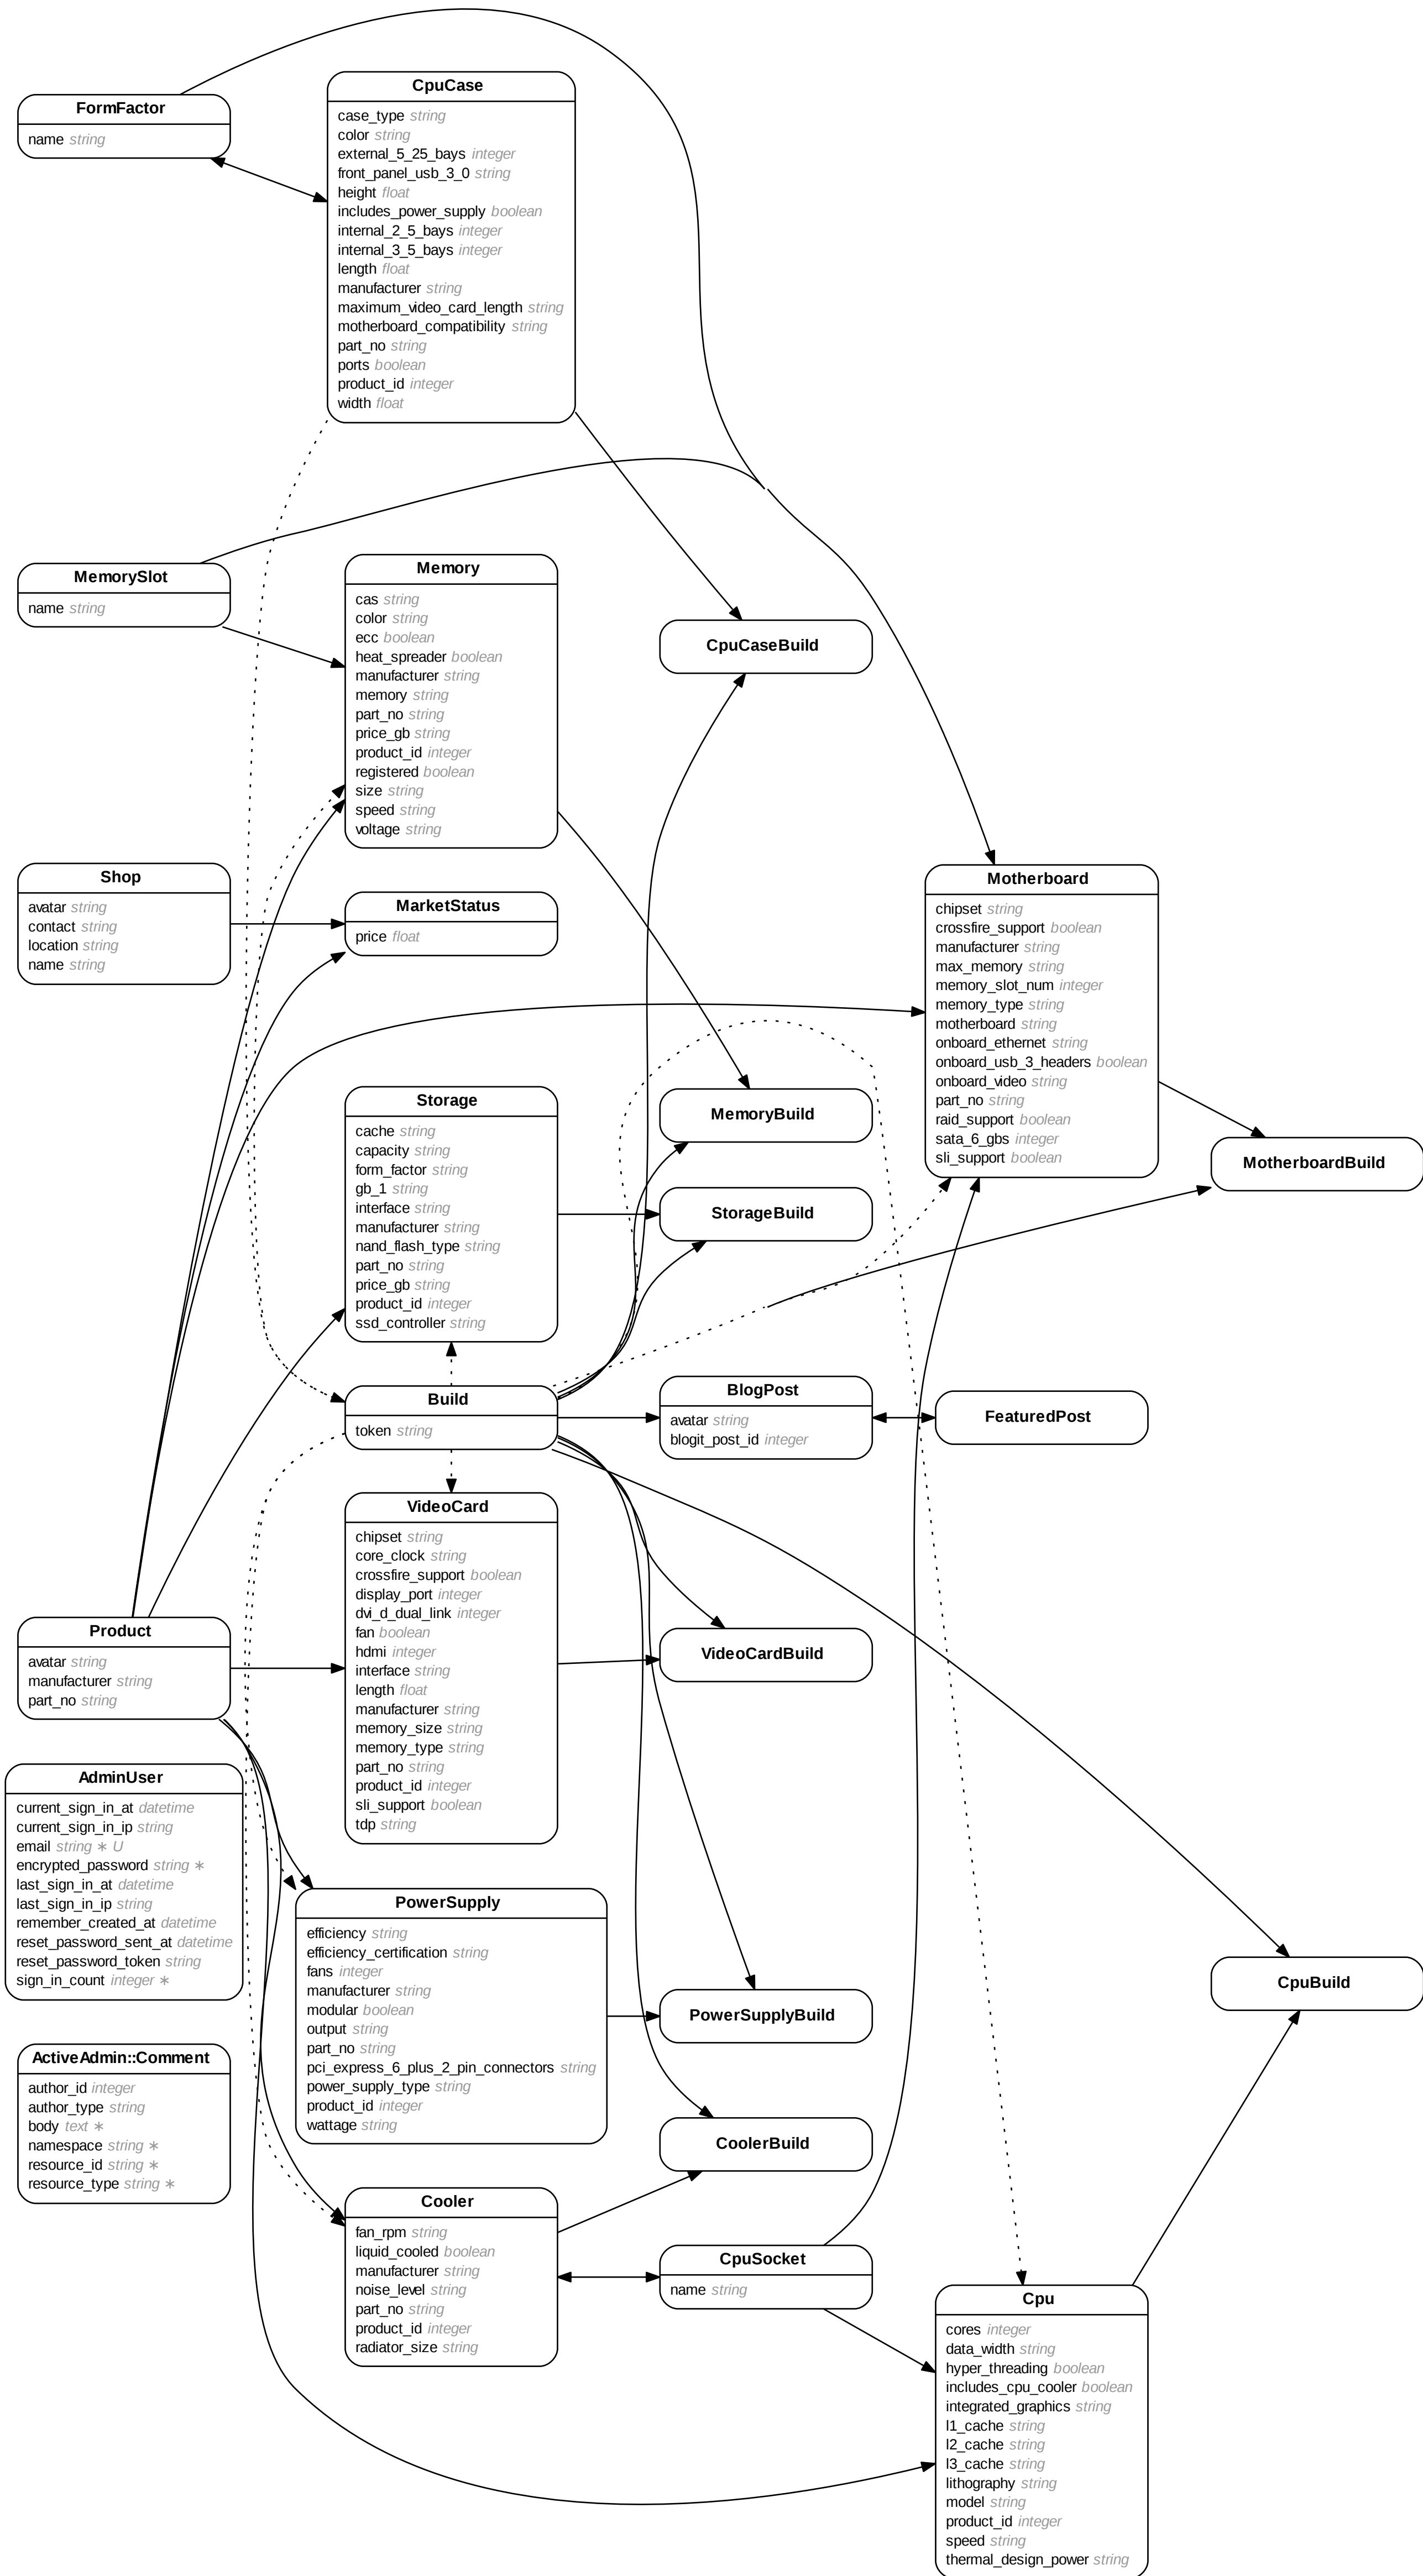 FormFactor
name string
CpuCase
case_type string
color string
external_5_25_bays integer
front_panel_usb_3_0 string
height float
includes_power_supply boolean
internal_2_5_bays integer
internal_3_5_bays integer
length float
manufacturer string
maximum_video_card_length string
motherboard_compatibility string
part_no string
ports boolean
product_id integer
width float
MemorySlot
name string
Memory
cas string
color string
ecc boolean
heat_spreader boolean
manufacturer string
memory string
part_no string
price_gb string
product_id integer
registered boolean
size string
speed string
voltage string
CpuCaseBuild
Shop
avatar string
contact string
location string
name string
MarketStatus
price float
Motherboard
chipset string
crossfire_support boolean
manufacturer string
max_memory string
memory_slot_num integer
memory_type string
motherboard string
onboard_ethernet string
onboard_usb_3_headers boolean
onboard_video string
part_no string
raid_support boolean
sata_6_gbs integer
sli_support boolean
Storage
cache string
capacity string
form_factor string
gb_1 string
interface string
manufacturer string
nand_flash_type string
part_no string
price_gb string
product_id integer
ssd_controller string
MemoryBuild
MotherboardBuild
StorageBuild
Build
token string
BlogPost
avatar string
blogit_post_id integer
FeaturedPost
VideoCard
chipset string
core_clock string
crossfire_support boolean
display_port integer
dvi_d_dual_link integer
fan boolean
hdmi integer
interface string
length float
manufacturer string
memory_size string
memory_type string
part_no string
product_id integer
sli_support boolean
tdp string
Product
avatar string
manufacturer string
part_no string
VideoCardBuild
AdminUser
current_sign_in_at datetime
current_sign_in_ip string
email string ∗ U
encrypted_password string ∗
last_sign_in_at datetime
last_sign_in_ip string
remember_created_at datetime
reset_password_sent_at datetime
reset_password_token string
sign_in_count integer ∗
PowerSupply
efficiency string
efficiency_certification string
fans integer
manufacturer string
modular boolean
output string
part_no string
pci_express_6_plus_2_pin_connectors string
power_supply_type string
product_id integer
wattage string
PowerSupplyBuild
CpuBuild
ActiveAdmin::Comment
author_id integer
author_type string
body text ∗
namespace string ∗
resource_id string ∗
resource_type string ∗
CoolerBuild
Cooler
fan_rpm string
liquid_cooled boolean
manufacturer string
noise_level string
part_no string
product_id integer
radiator_size string
CpuSocket
name string
Cpu
cores integer
data_width string
hyper_threading boolean
includes_cpu_cooler boolean
integrated_graphics string
l1_cache string
l2_cache string
l3_cache string
lithography string
model string
product_id integer
speed string
thermal_design_power string